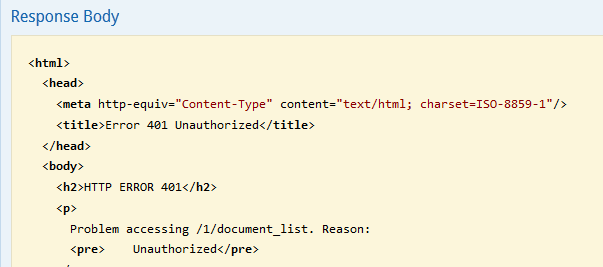 Response Body
<html>
<head>
<meta http-equiv="Content-Type" content="text/html; charset=ISO-8859-1"/>
<title>Error 401 Unauthorized</title>
</head>
<body>
<h2>HTTP ERROR 401</h2>
<p>
Problem accessing /1/document_list. Reason:
<pre>    Unauthorized</pre>